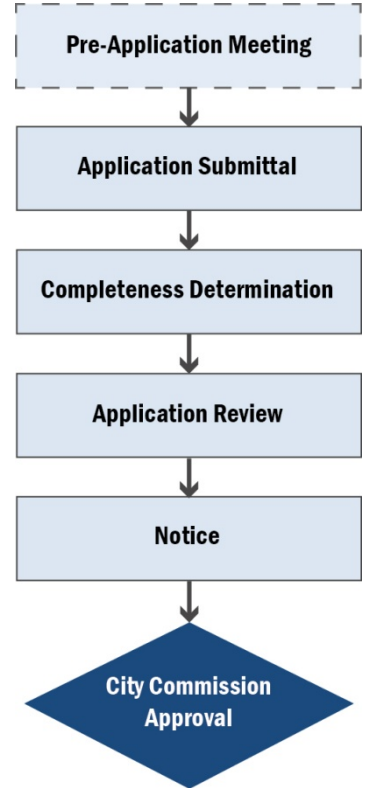 Pre-Application Meeting
Application Submittal
Completeness Determination
Application Review
Notice
City Commission
Approval